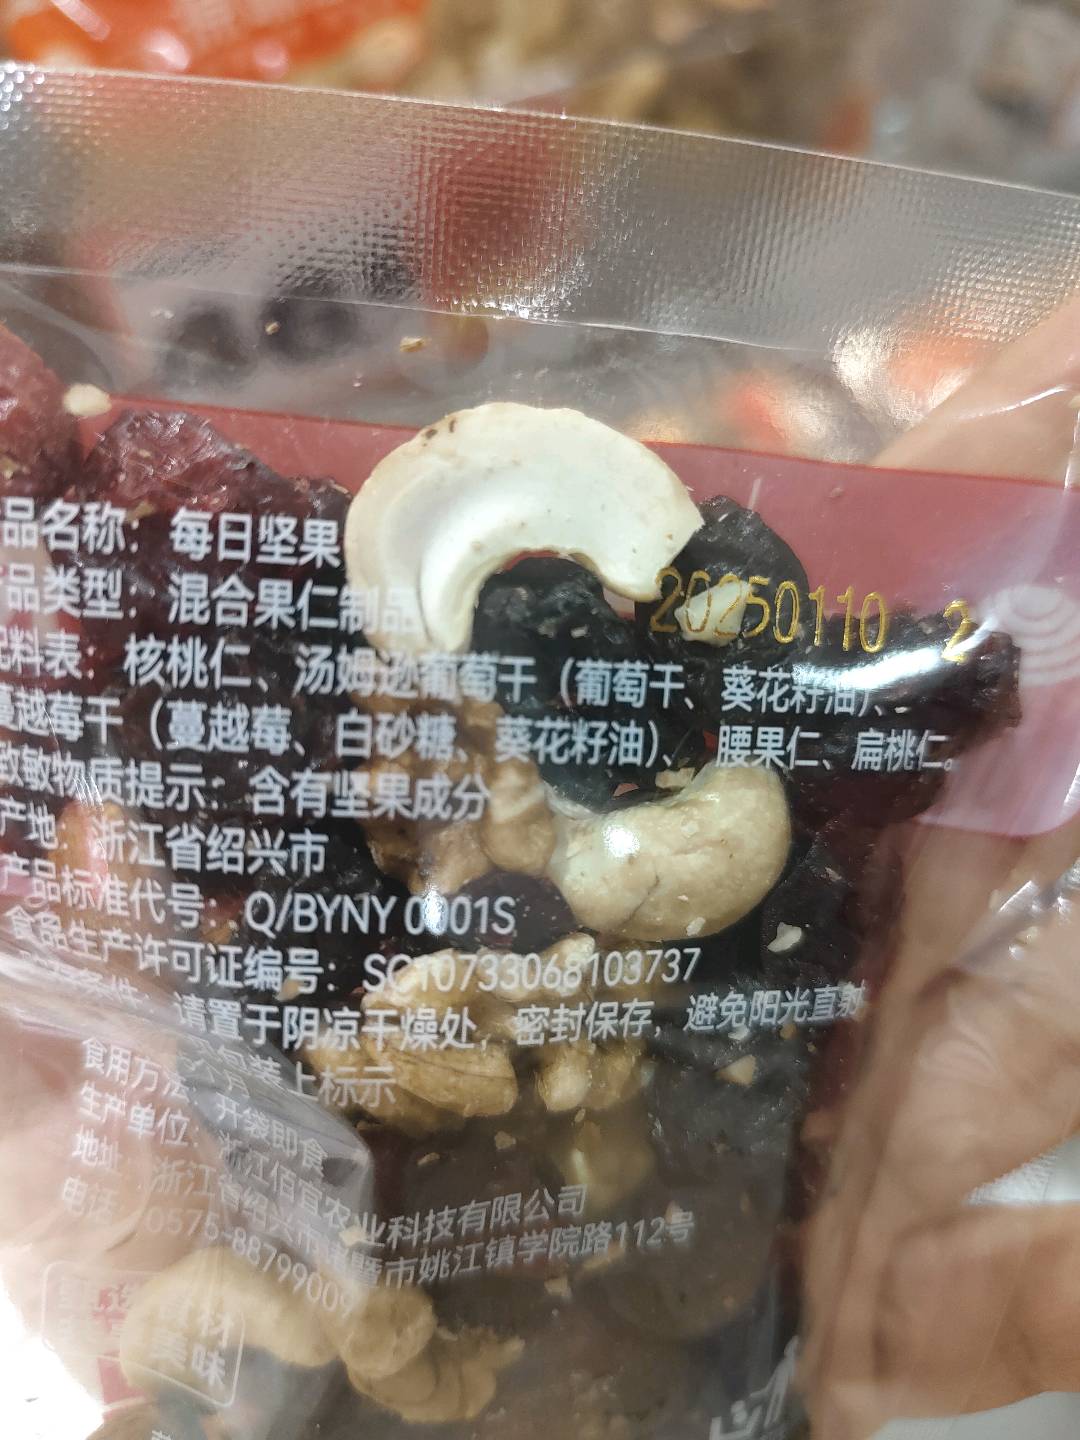 品名称：每日坚果
品类型：混合果仁制品
20250110 2
料表：核桃仁、汤姆逊葡萄干（葡萄干、葵花籽油）、
蔓越莓干（蔓越莓、白砂糖、葵花籽油）、腰果仁、扁桃仁。
致敏物质提示：含有坚果成分
产地：浙江省绍兴市
产品标准代号：Q/BYNY 0001S
食品生产许可证编号：SC10733068103737
条件：请置于阴凉干燥处，密封保存，避免阳光直射
包装上标示
食用方法：开袋即食
生产单位：浙江佰宜农业科技有限公司
地址：浙江省绍兴市诸暨市姚江镇学院路112号
电话：0575-88799009
食材
美味